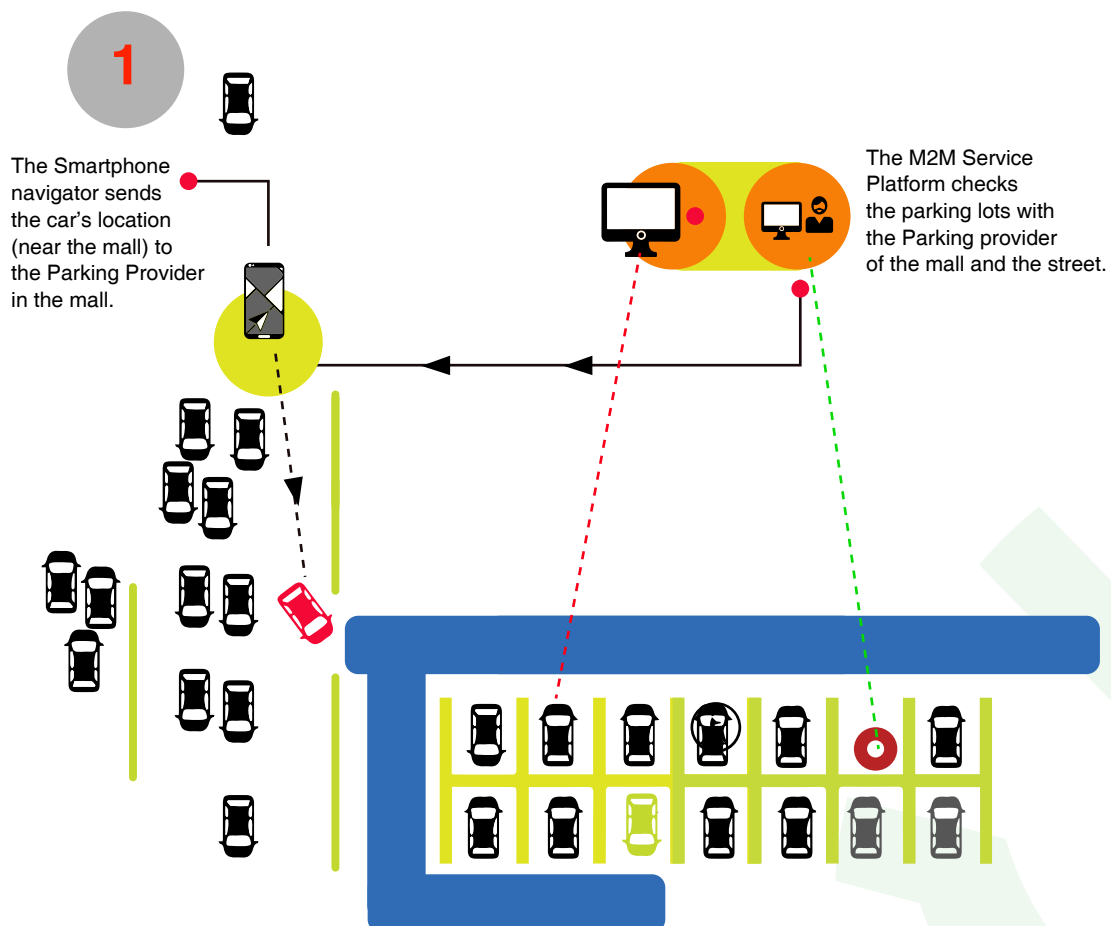 1
The Smartphone
navigator sends
the car's location
(near the mall) to
the Parking Provider
in the mall.
The M2M Service
Platform checks
the parking lots with
the Parking provider
of the mall and the street.